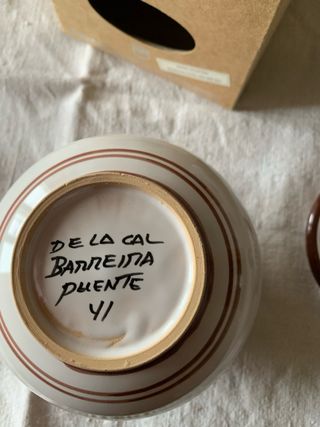 DE LA CAL
BARREIRA
PUENTE
41